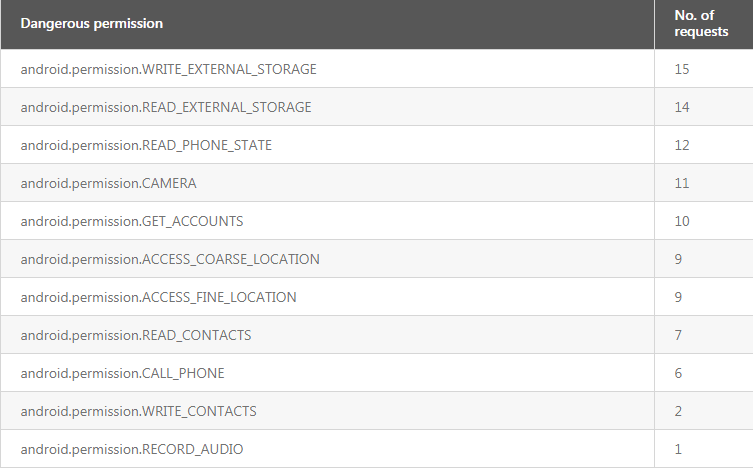 Dangerous permission
No. of
requests
android.permission.WRITE_EXTERNAL_STORAGE 15
android.permission.READ_EXTERNAL_STORAGE 14
android.permission.READ_PHONE_STATE 12
android.permission.CAMERA 11
android.permission.GET_ACCOUNTS 10
android.permission.ACCESS_COARSE_LOCATION 9
android.permission.ACCESS_FINE_LOCATION 9
android.permission.READ_CONTACTS 7
android.permission.CALL_PHONE 6
android.permission.WRITE_CONTACTS 2
android.permission.RECORD_AUDIO 1